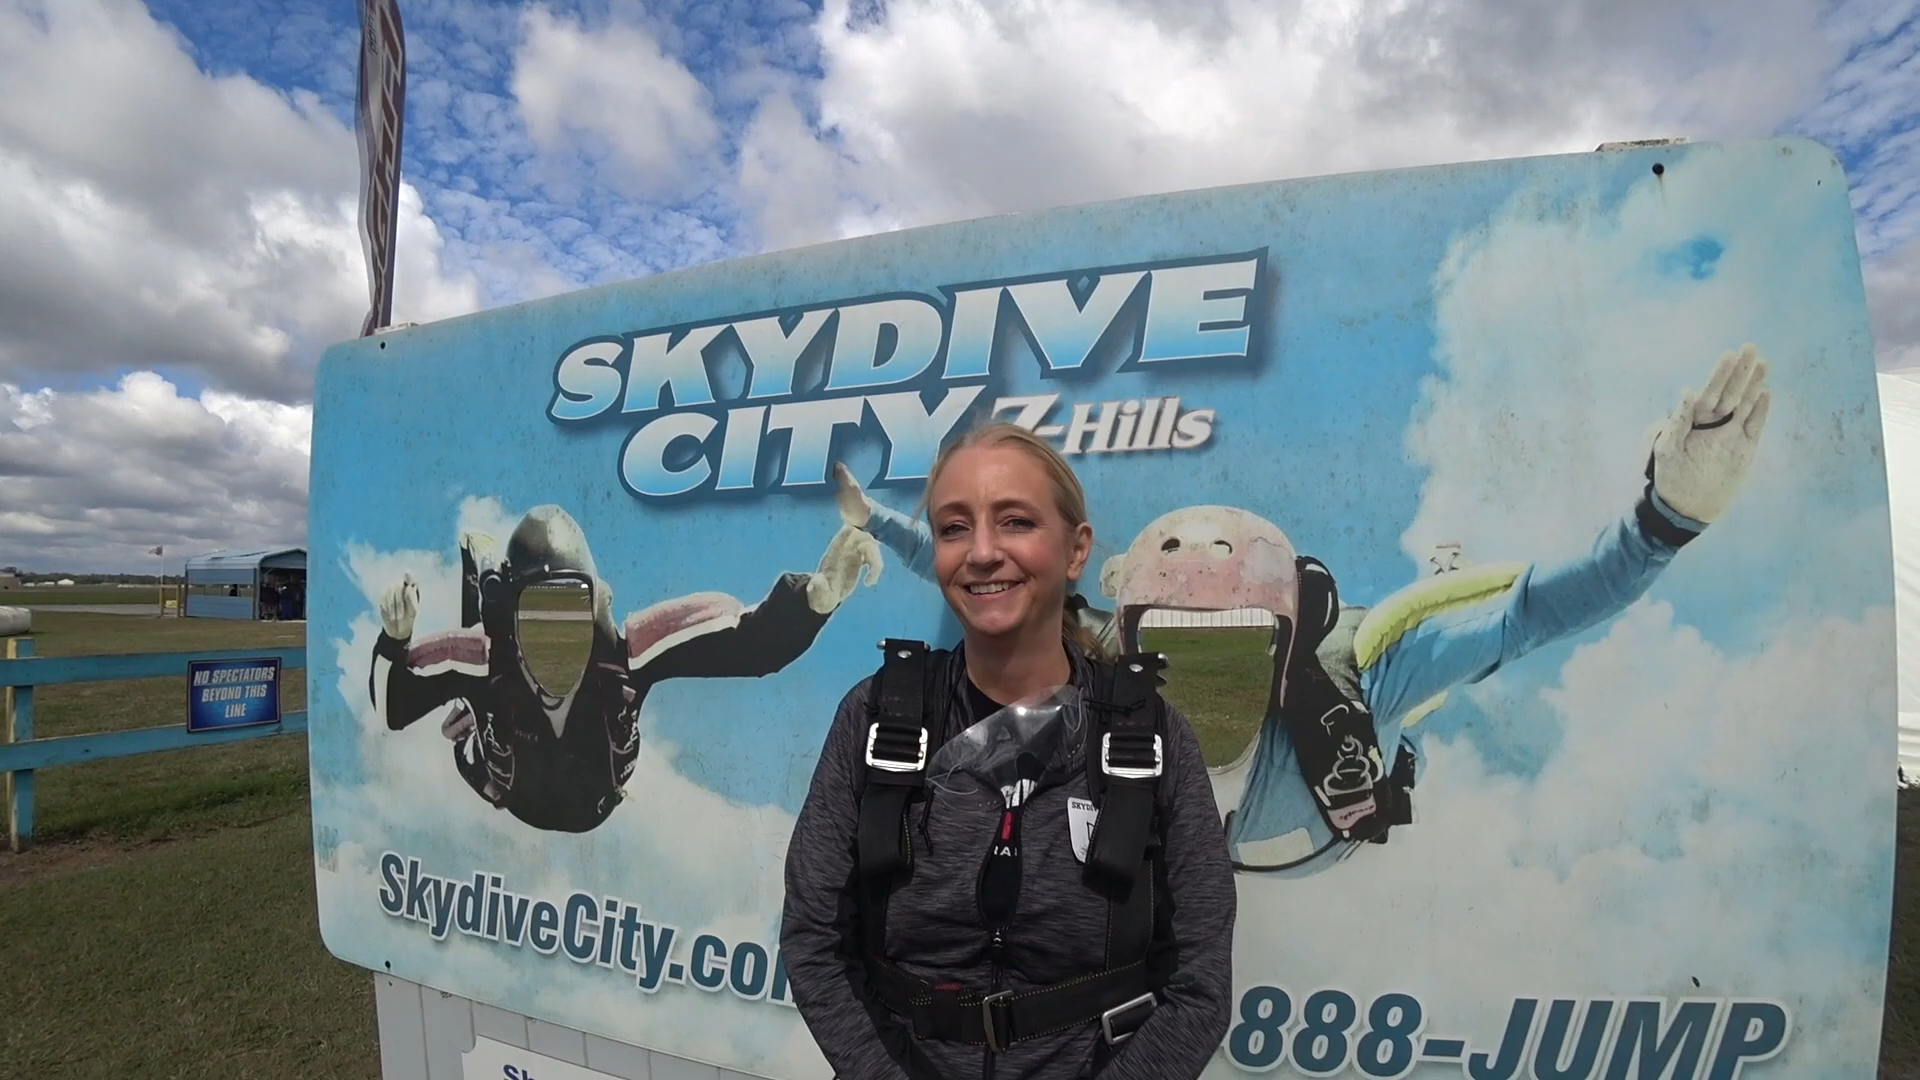 SKYDIVE
CITY Z-Hills
NO SPECTATORS
BEYOND THIS
LINE
SkydiveCity.co
888-JUMP